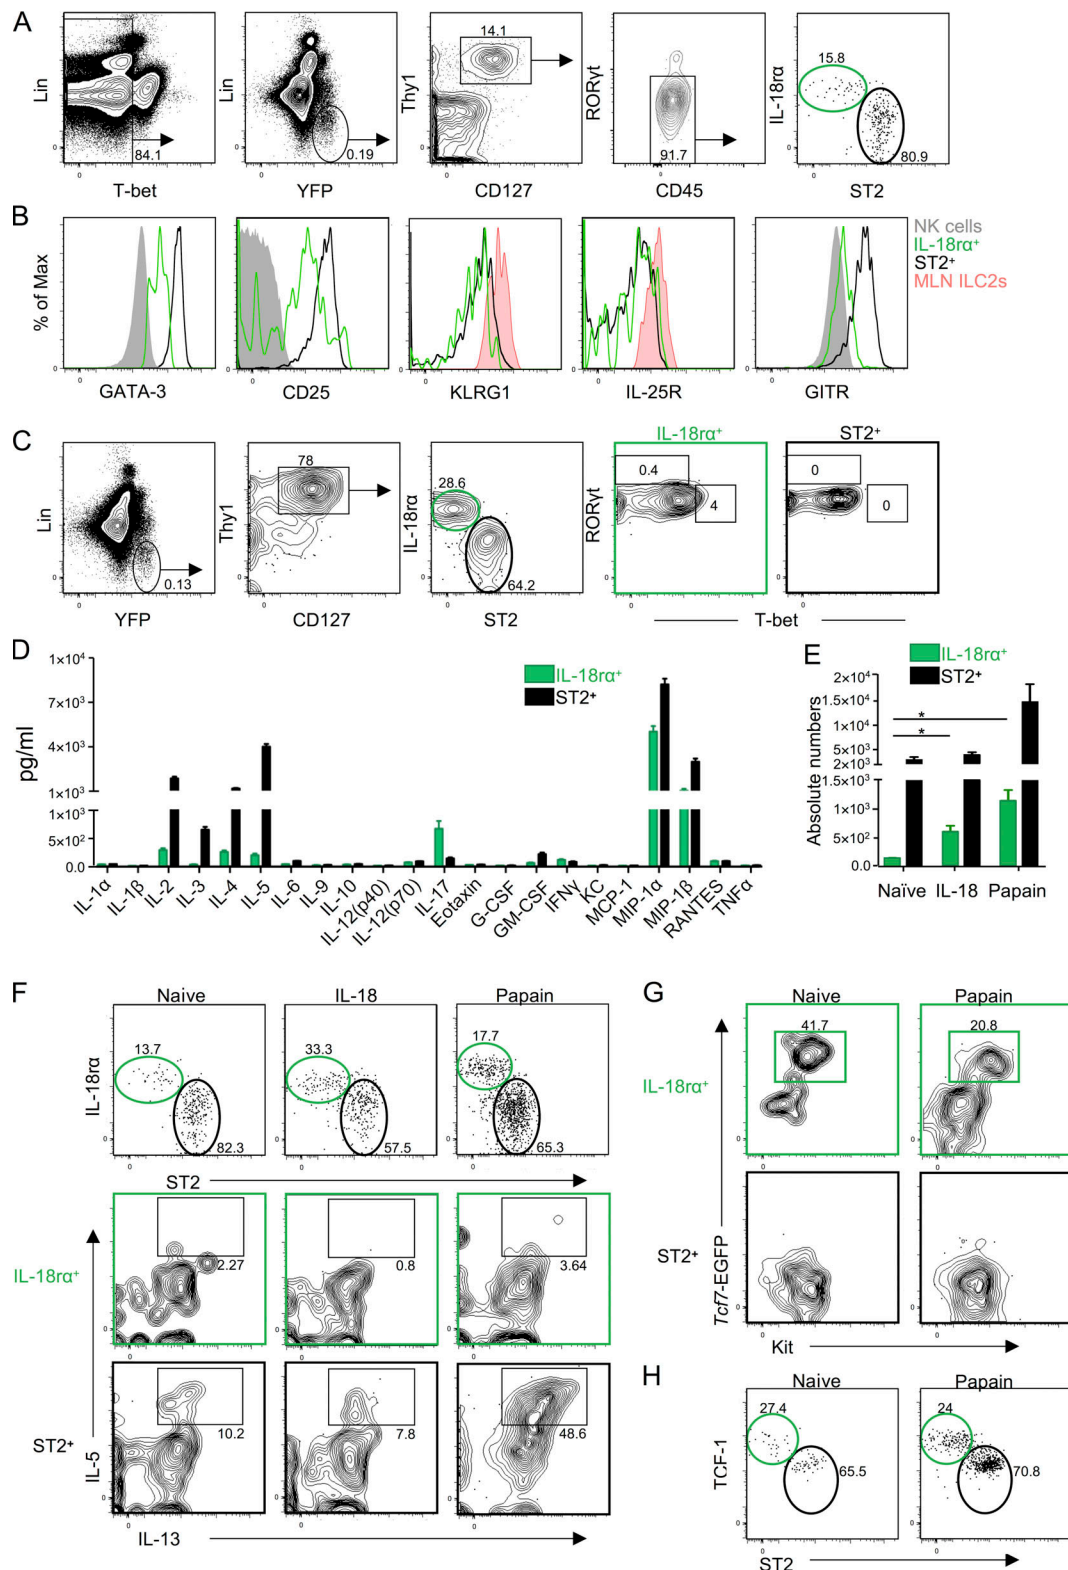 A
Lin
84.1
T-bet
Lin
0.19
YFP
Thy1
14.1
CD127
RORγt
91.7
CD45
IL-18rα
15.8
80.9
ST2
B
% of Max
GATA-3
CD25
KLRG1
IL-25R
GITR
NK cells
IL-18rα⁺
ST2⁺
MLN ILC2s
C
Lin
0.13
YFP
Thy1
78
CD127
IL-18rα
28.6
64.2
ST2
IL-18rα⁺
RORγt
0.4
4
ST2⁺
0
0
T-bet
D
pg/ml
1×10⁴
7×10³
4×10³
1×10³
1×10³
5×10²
0.0
IL-18rα⁺
ST2⁺
IL-1α
IL-1β
IL-2
IL-3
IL-4
IL-5
IL-6
IL-9
IL-10
IL-12(p40)
IL-12(p70)
IL-17
Eotaxin
G-CSF
GM-CSF
IFNγ
KC
MCP-1
MIP-1α
MIP-1β
RANTES
TNFα
E
IL-18rα⁺
ST2⁺
Absolute numbers
2×10⁴
1.5×10⁴
1×10⁴
5×10³
2×10³
1.5×10³
1×10³
5×10²
0.0
*
*
Naïve
IL-18
Papain
F
Naive
IL-18
Papain
IL-18rα
13.7
82.3
33.3
57.5
17.7
65.3
ST2
IL-18rα⁺
2.27
0.8
3.64
ST2⁺
10.2
7.8
48.6
IL-5
IL-13
G
Naive
Papain
IL-18rα⁺
41.7
20.8
ST2⁺
Tcf7-EGFP
Kit
H
Naive
Papain
TCF-1
27.4
65.5
24
70.8
ST2